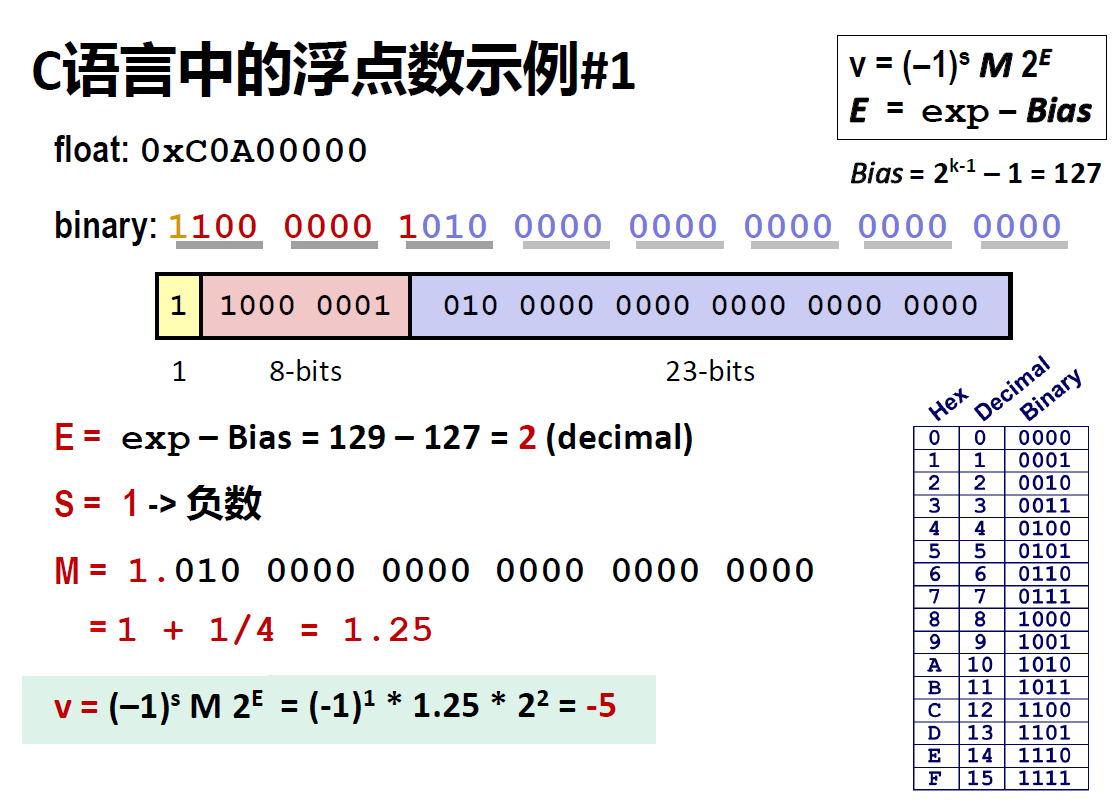 C语言中的浮点数示例#1
v = (–1)ˢ M 2ᴱ
E = exp – Bias
Bias = 2ᵏ⁻¹ – 1 = 127
float: 0xC0A00000
binary: 1100 0000 1010 0000 0000 0000 0000 0000
1 1000 0001 010 0000 0000 0000 0000 0000
1 8-bits 23-bits
E = exp – Bias = 129 – 127 = 2 (decimal)
S = 1 -> 负数
M = 1.010 0000 0000 0000 0000 0000
= 1 + 1/4 = 1.25
v = (–1)ˢ M 2ᴱ = (-1)¹ * 1.25 * 2² = -5
Hex Decimal Binary
0 0 0000
1 1 0001
2 2 0010
3 3 0011
4 4 0100
5 5 0101
6 6 0110
7 7 0111
8 8 1000
9 9 1001
A 10 1010
B 11 1011
C 12 1100
D 13 1101
E 14 1110
F 15 1111